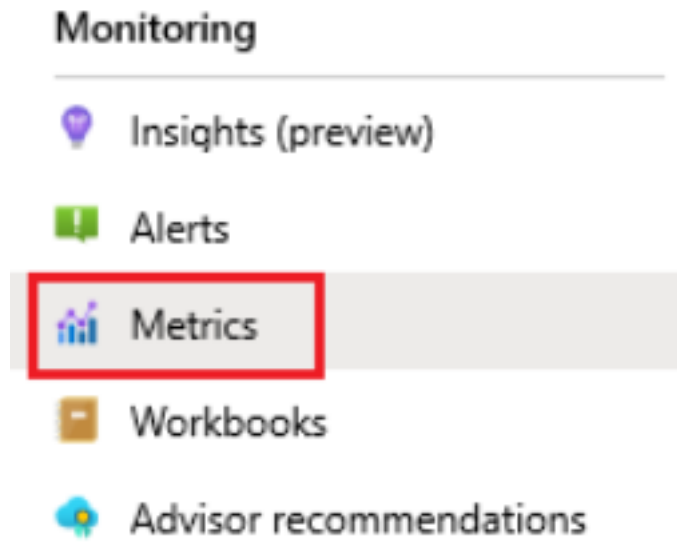 Monitoring
Insights (preview)
Alerts
Metrics
Workbooks
Advisor recommendations